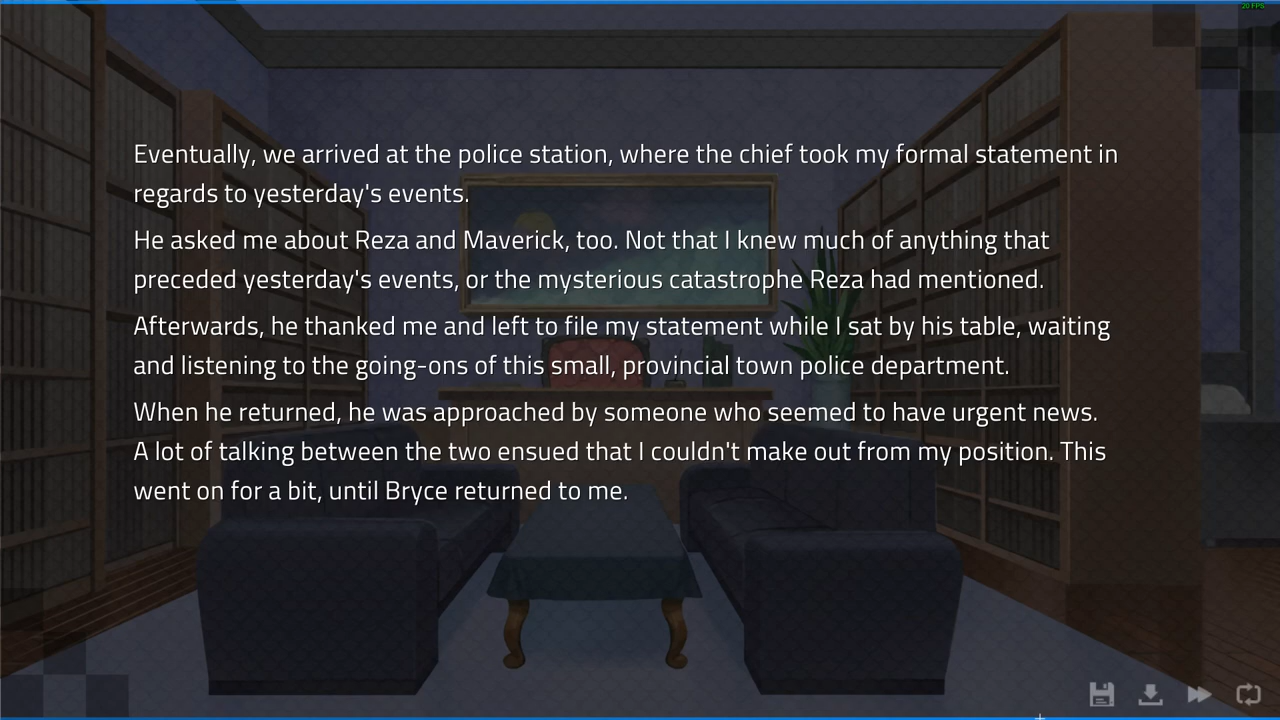 20 FPS
Eventually, we arrived at the police station, where the chief took my formal statement in
regards to yesterday's events.
He asked me about Reza and Maverick, too. Not that I knew much of anything that
preceded yesterday's events, or the mysterious catastrophe Reza had mentioned.
Afterwards, he thanked me and left to file my statement while I sat by his table, waiting
and listening to the going-ons of this small, provincial town police department.
When he returned, he was approached by someone who seemed to have urgent news.
A lot of talking between the two ensued that I couldn't make out from my position. This
went on for a bit, until Bryce returned to me.